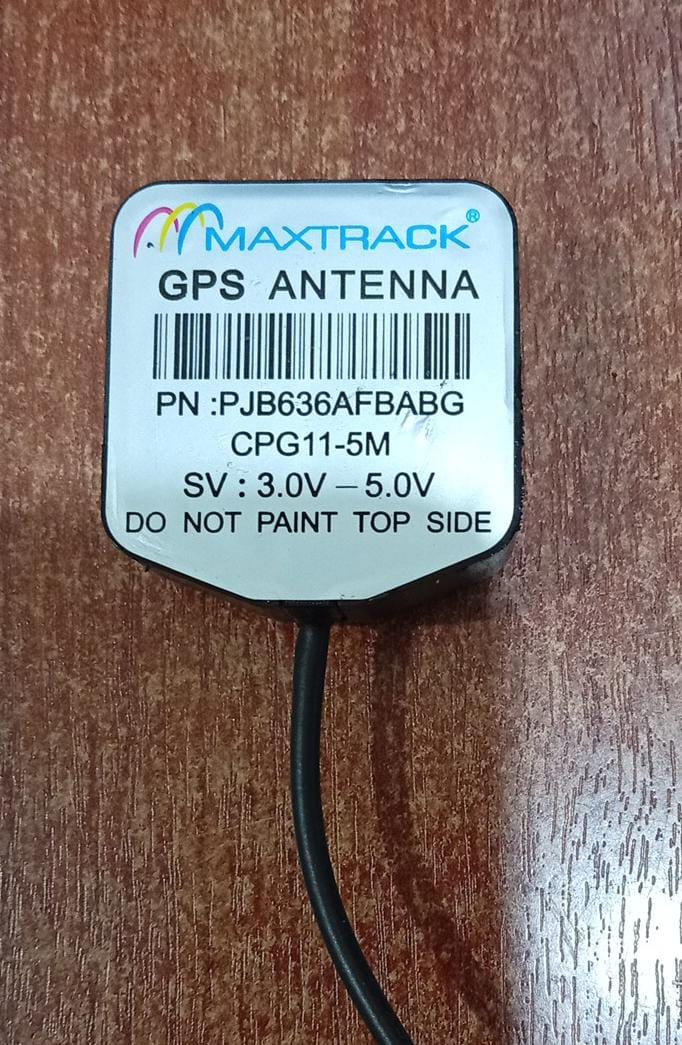 MAXTRACK®
GPS ANTENNA
PN :PJB636AFBABG
CPG11-5M
SV : 3.0V – 5.0V
DO NOT PAINT TOP SIDE